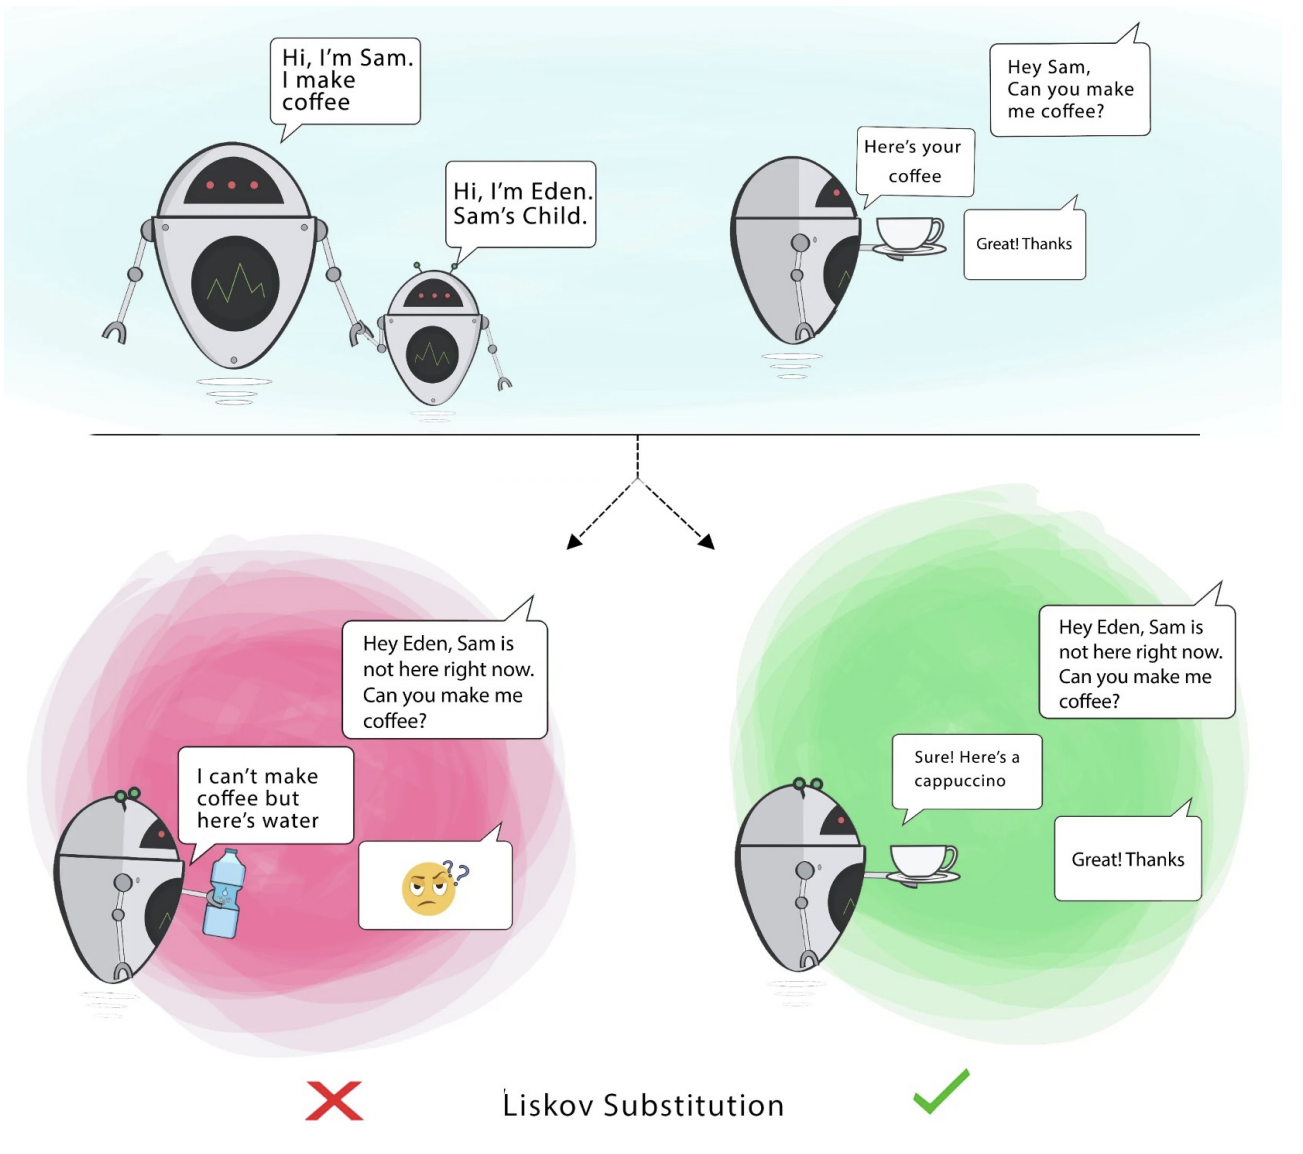 Hi, I'm Sam.
I make
coffee
Hi, I'm Eden.
Sam's Child.
Hey Sam,
Can you make
me coffee?
Here's your
coffee
Great! Thanks
Hey Eden, Sam is
not here right now.
Can you make me
coffee?
I can't make
coffee but
here's water
??
Hey Eden, Sam is
not here right now.
Can you make me
coffee?
Sure! Here's a
cappuccino
Great! Thanks
Liskov Substitution